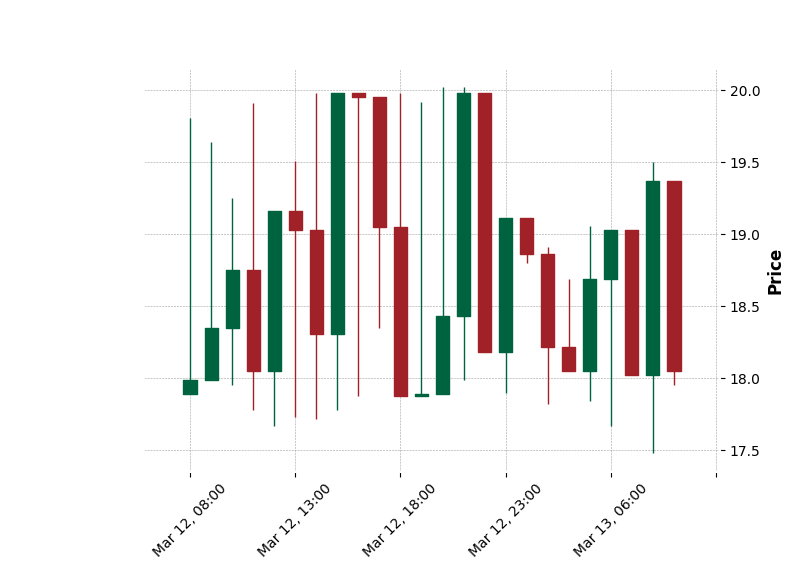 20.0
19.5
19.0
18.5
18.0
17.5
Price
Mar 12, 08:00
Mar 12, 13:00
Mar 12, 18:00
Mar 12, 23:00
Mar 13, 06:00